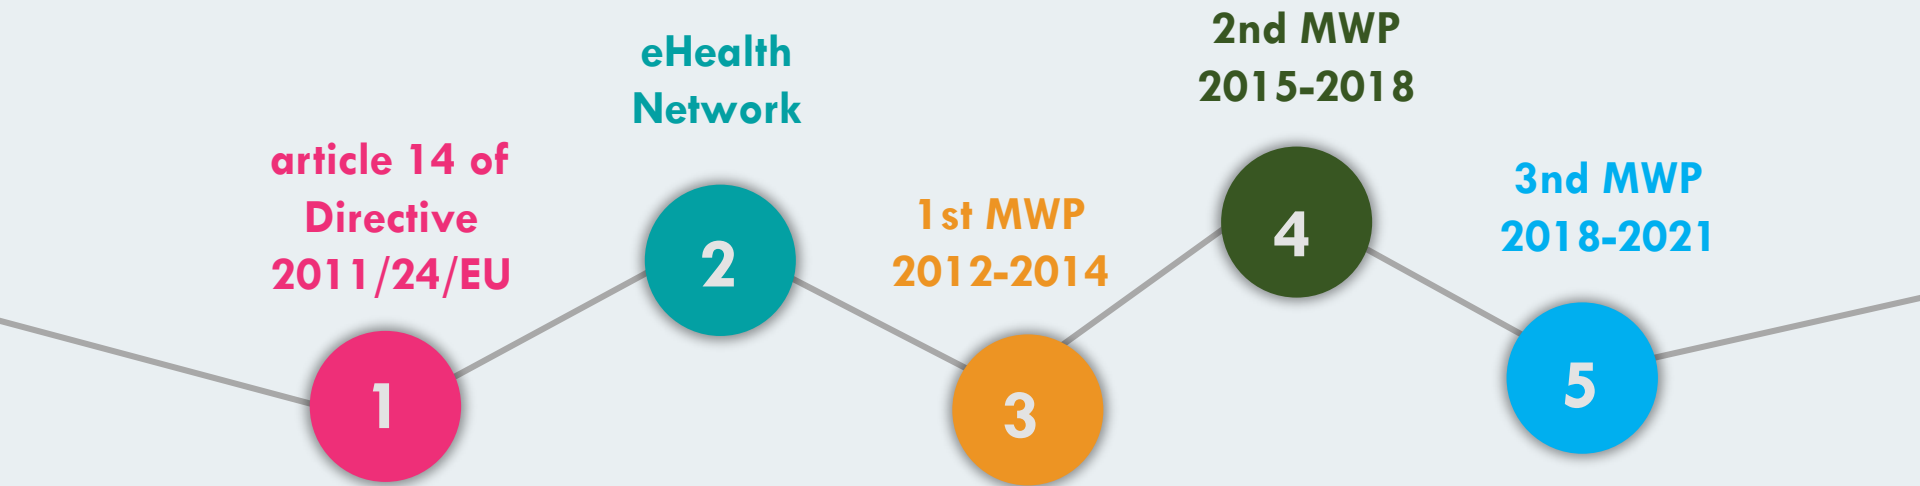 article 14 of
Directive
2011/24/EU
1
eHealth
Network
2
1st MWP
2012-2014
3
2nd MWP
2015-2018
4
3nd MWP
2018-2021
5